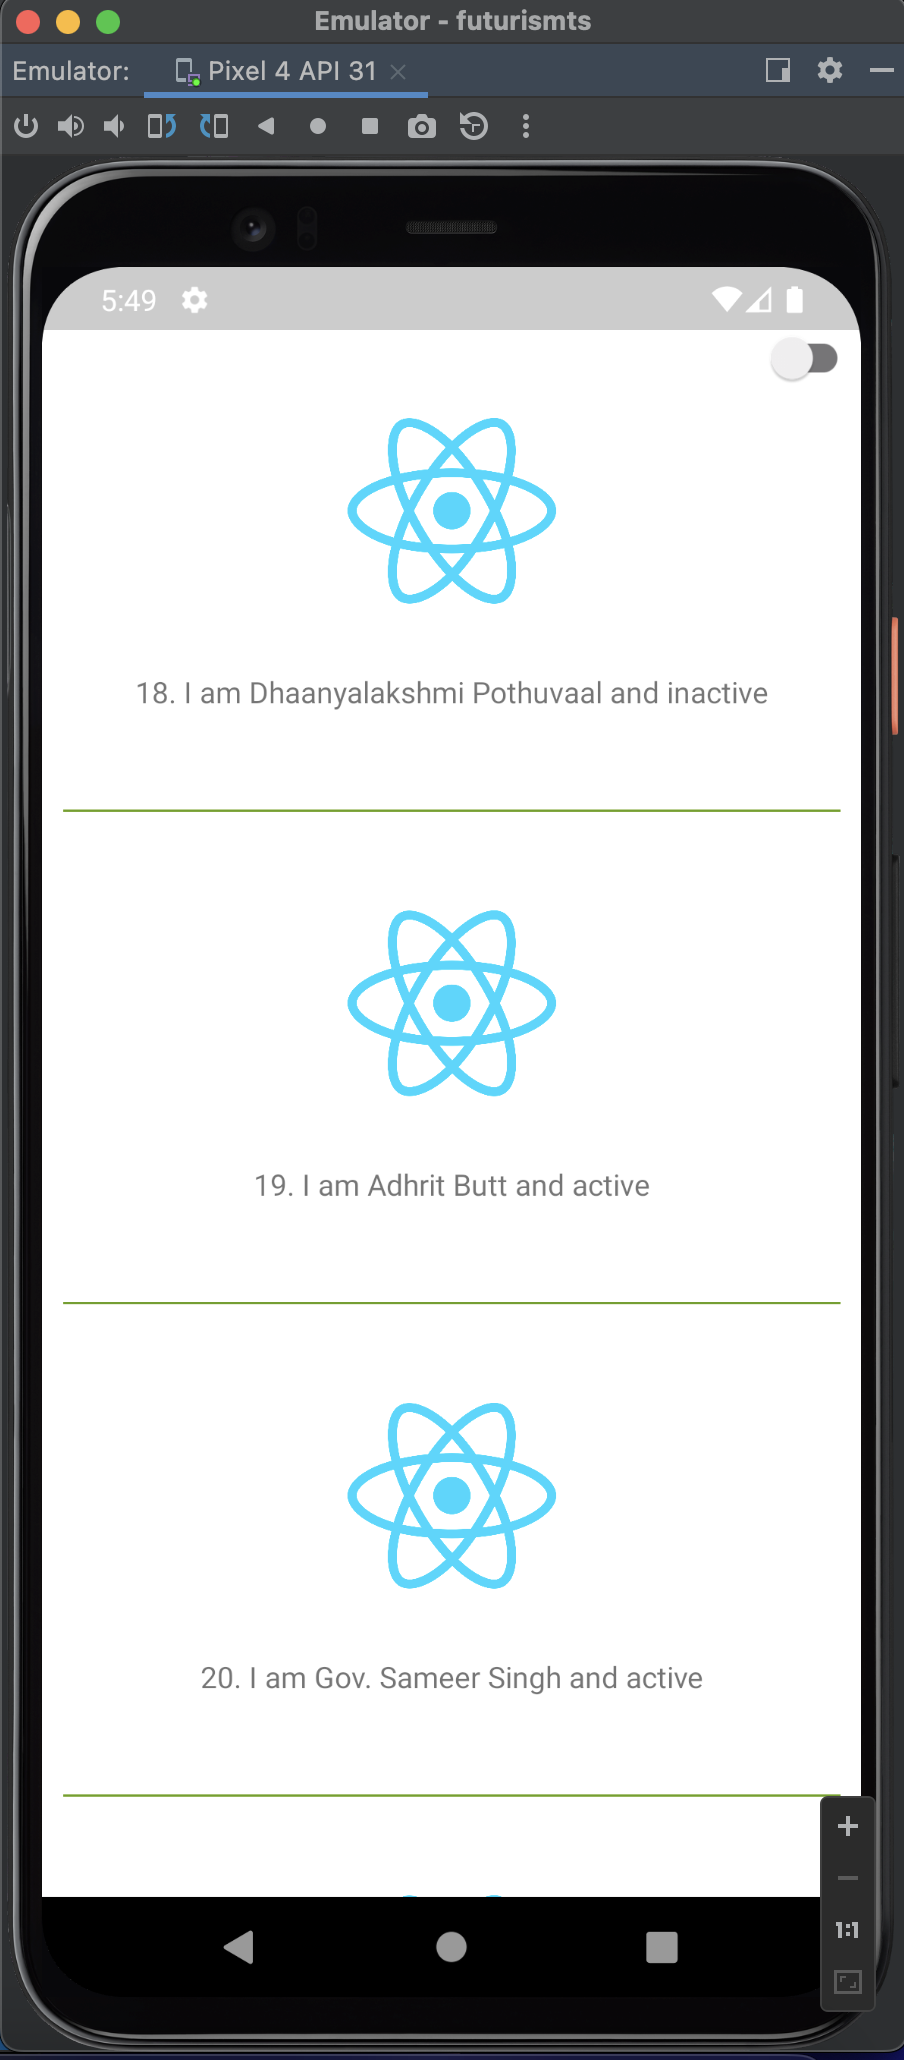 Emulator - futurismts
Emulator: Pixel 4 API 31
5:49
18. I am Dhaanyalakshmi Pothuvaal and inactive
19. I am Adhrit Butt and active
20. I am Gov. Sameer Singh and active
1:1